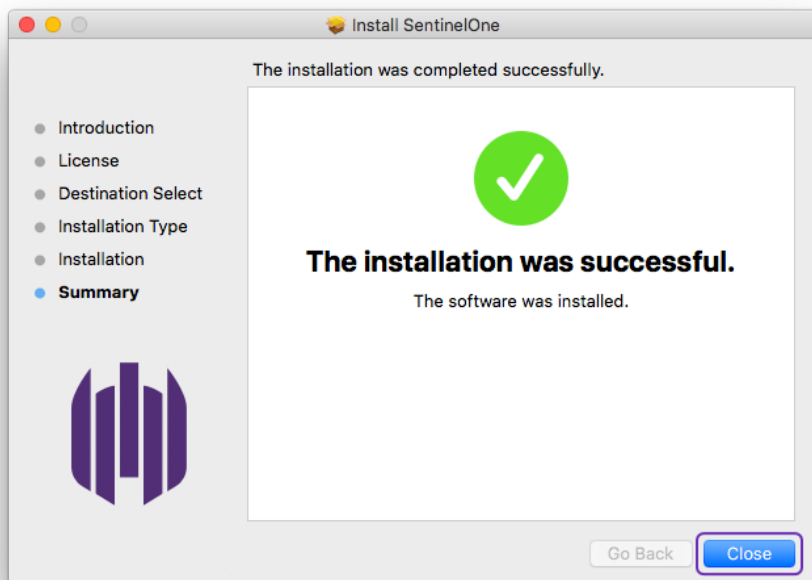 Install SentinelOne
The installation was completed successfully.
Introduction
License
Destination Select
Installation Type
Installation
Summary
The installation was successful.
The software was installed.
Go Back
Close